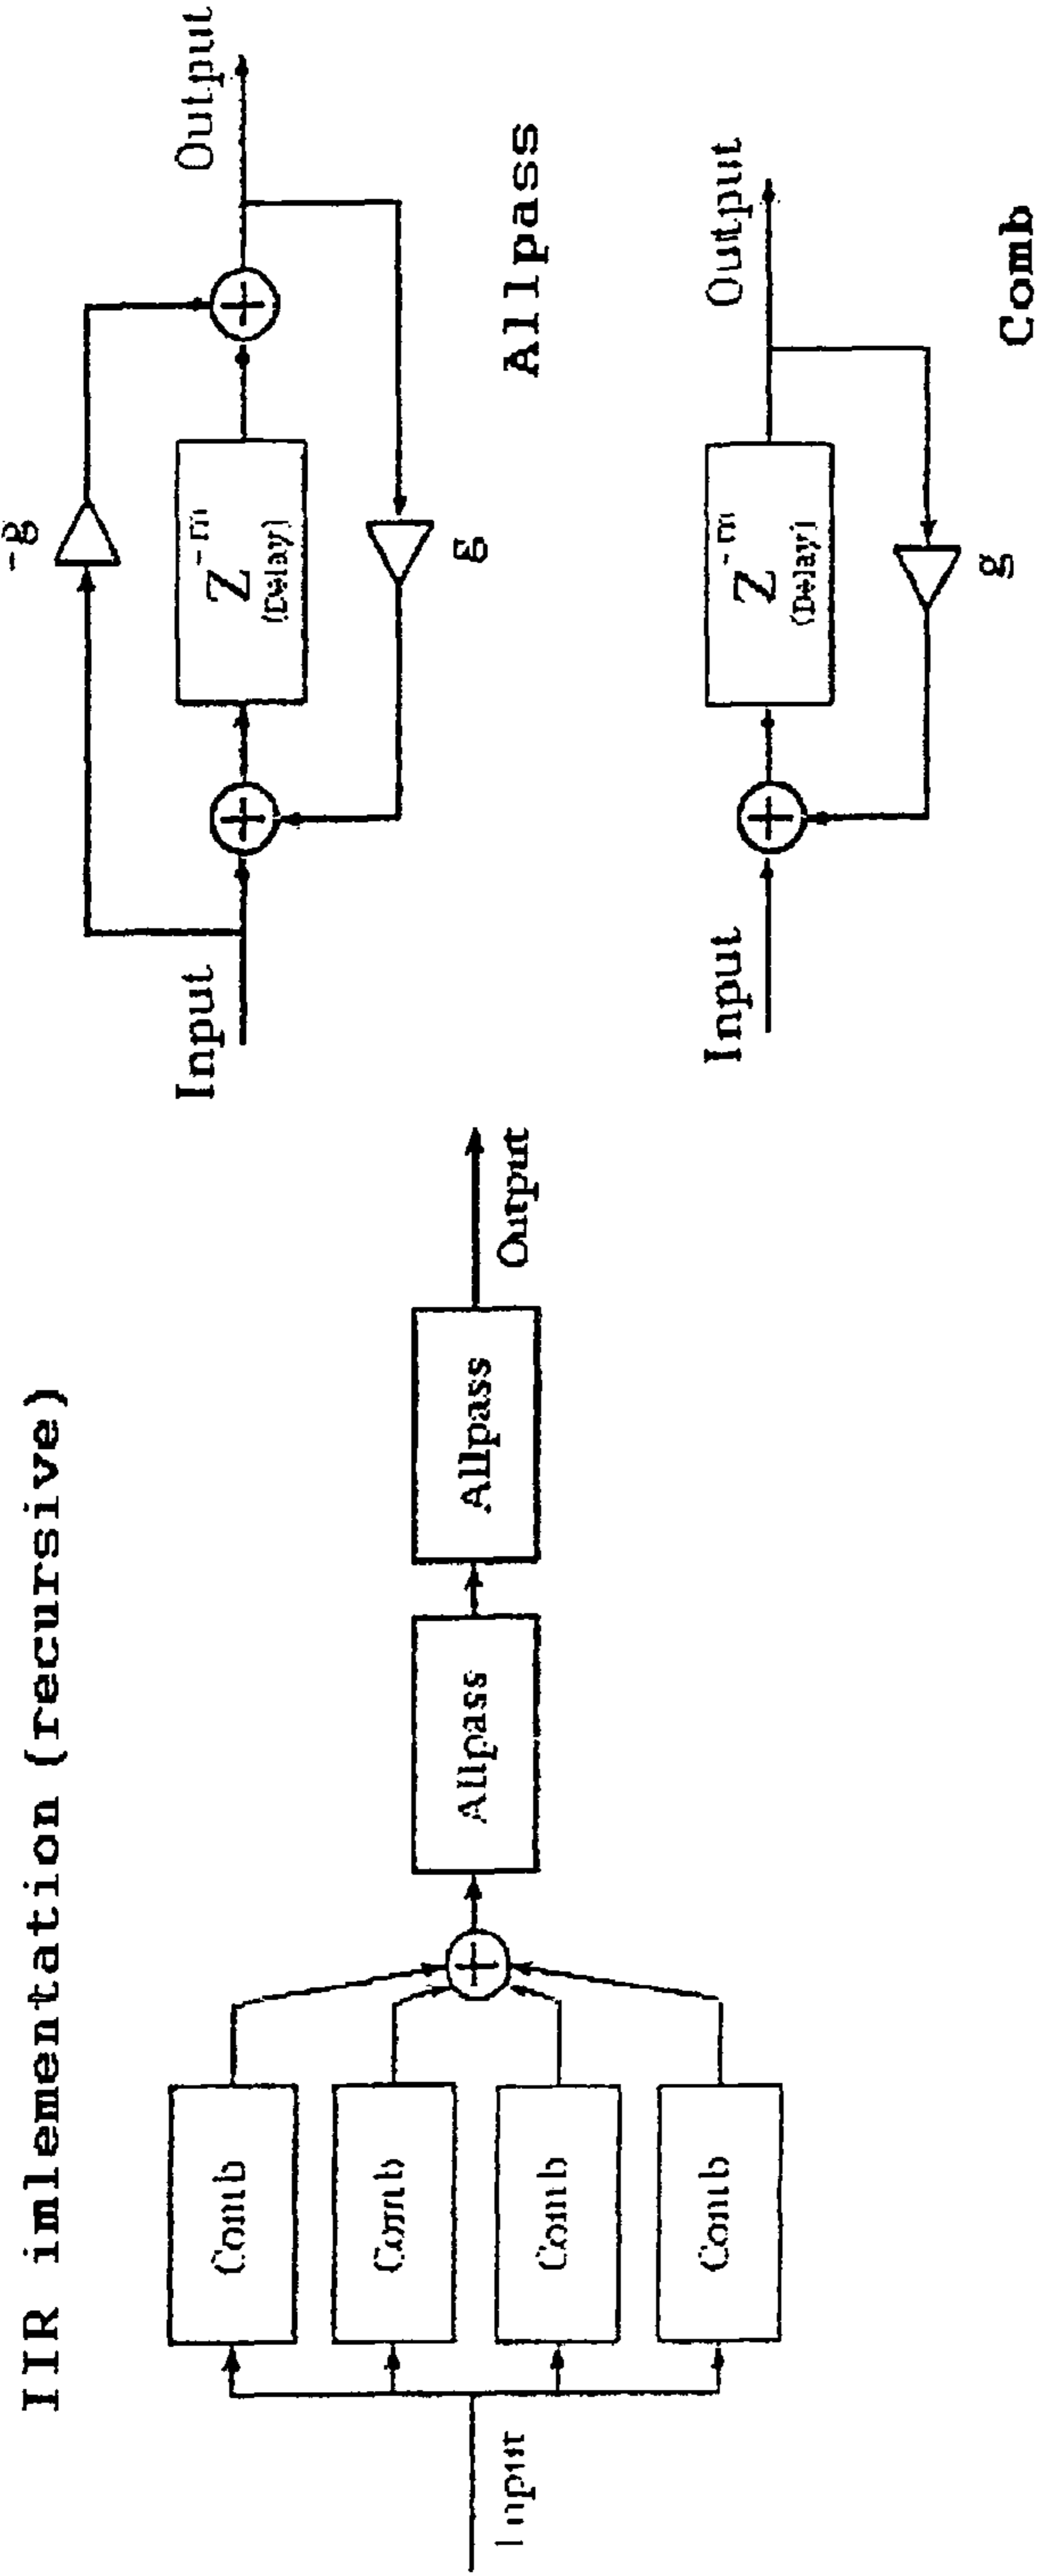 IIR imlementation (recursive)
Input
Comb
Comb
Comb
Comb
Allpass
Allpass
Output
-g
Input
Z^-m
(Delay)
Output
g
Allpass
Input
Z^-m
(Delay)
Output
g
Comb